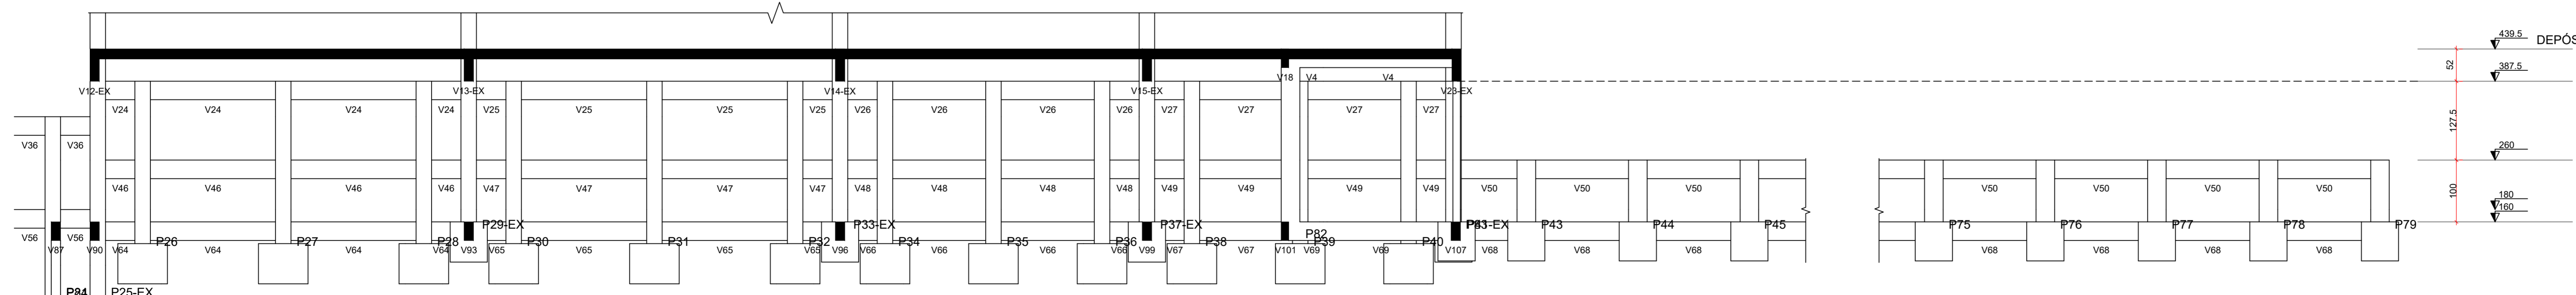 439.5
DEPÓS
52
387.5
V18 V4 V4
V12-EX V13-EX V14-EX V15-EX V23-EX
V24 V24 V24 V24 V25 V25 V25 V25 V26 V26 V26 V26 V27 V27 V27 V27
127.5
V36 V36
260
V46 V46 V46 V46 V47 V47 V47 V47 V48 V48 V48 V48 V49 V49 V49 V49 V50 V50 V50 V50 V50 V50 V50
100
180
160
P29-EX P33-EX P37-EX P43 P44 P45 P75 P76 P77 P78 P79
P82
V56 V56
P26 P27 P28 P30 P31 P32 P34 P35 P36 P38 P39 P40
V87 V90 V64 V64 V64 V64 V93 V65 V65 V65 V65 V96 V66 V66 V66 V66 V99 V67 V67 V101 V69 V69 V107 V68 V68 V68 V68 V68 V68 V68
P25-EX